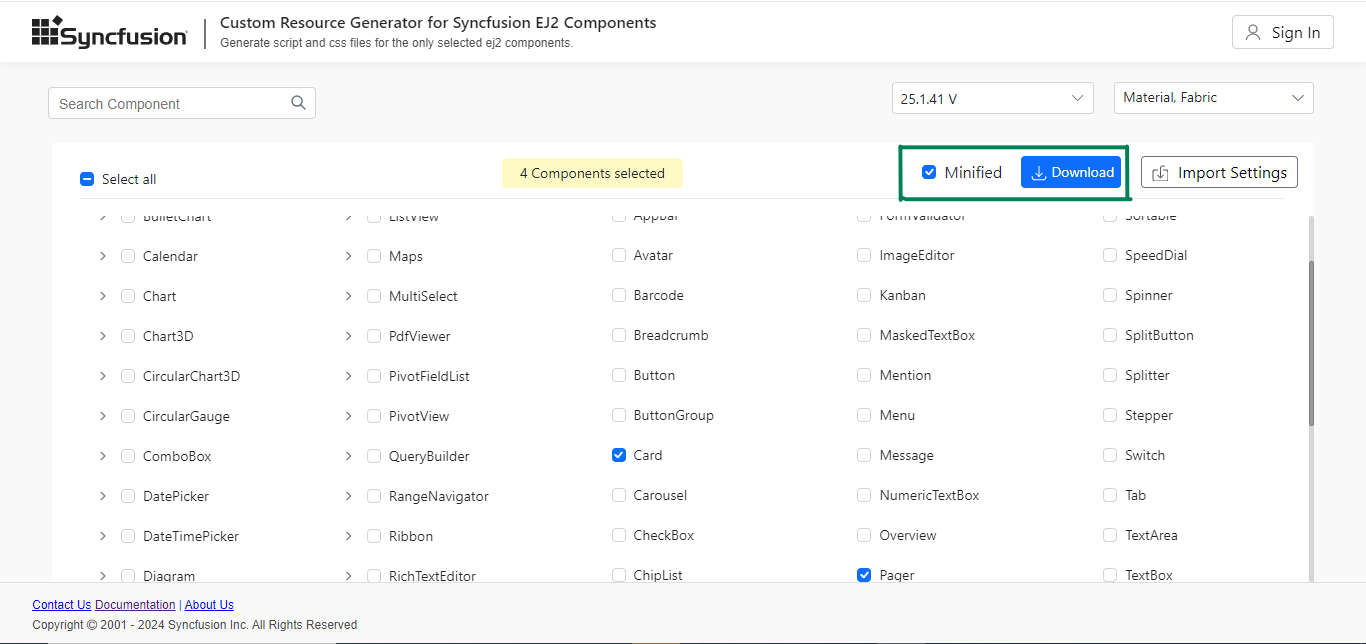 Syncfusion
Custom Resource Generator for Syncfusion EJ2 Components
Generate script and css files for the only selected ej2 components.
Sign In
Search Component
25.1.41 V
Material, Fabric
Select all
4 Components selected
Minified
Download
Import Settings
BulletChart ListView AppBar FormValidator Sortable
Calendar Maps Avatar ImageEditor SpeedDial
Chart MultiSelect Barcode Kanban Spinner
Chart3D PdfViewer Breadcrumb MaskedTextBox SplitButton
CircularChart3D PivotFieldList Button Mention Splitter
CircularGauge PivotView ButtonGroup Menu Stepper
ComboBox QueryBuilder Card Message Switch
DatePicker RangeNavigator Carousel NumericTextBox Tab
DateTimePicker Ribbon CheckBox Overview TextArea
Diagram RichTextEditor ChipList Pager TextBox
Contact Us Documentation | About Us
Copyright © 2001 - 2024 Syncfusion Inc. All Rights Reserved